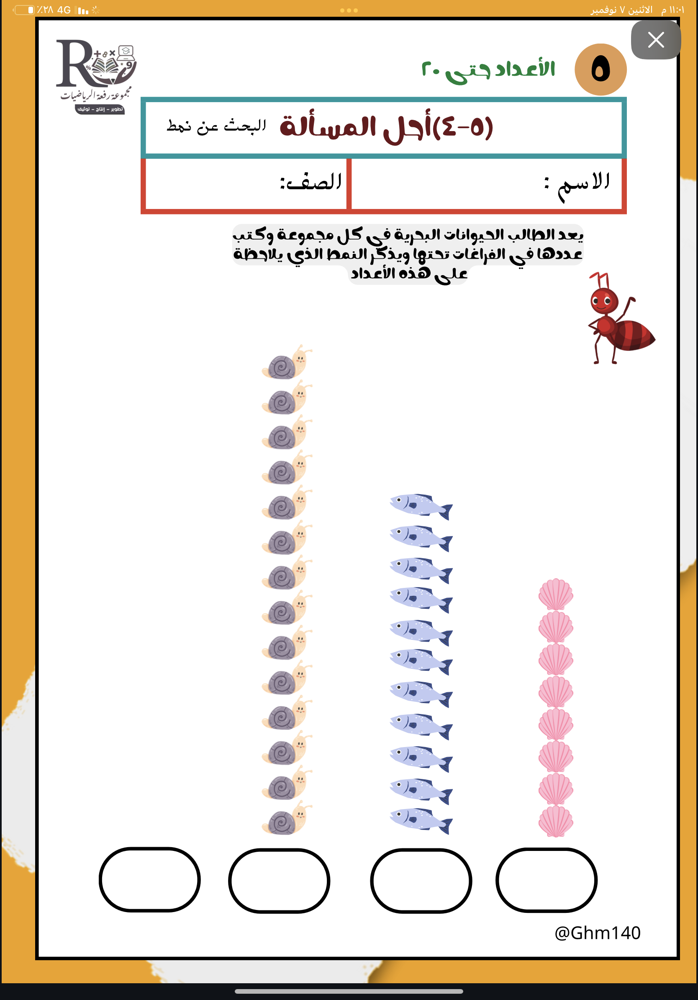 ١١:٠١ م الاثنين ٧ نوفمبر
٪٢٨ 4G
٥
الأعداد حتى ٢٠
R
مجموعة رفعة الرياضيات
تطوير - إنتاج - توثيق
(٥-٤)أحل المسألة البحث عن نمط
الاسم : الصف:
يعد الطالب الحيوانات البحرية في كل مجموعة وكتب
عددها في الفراغات تحتها ويذكر النمط الذي يلاحظة
على هذه الأعداد
@Ghm140